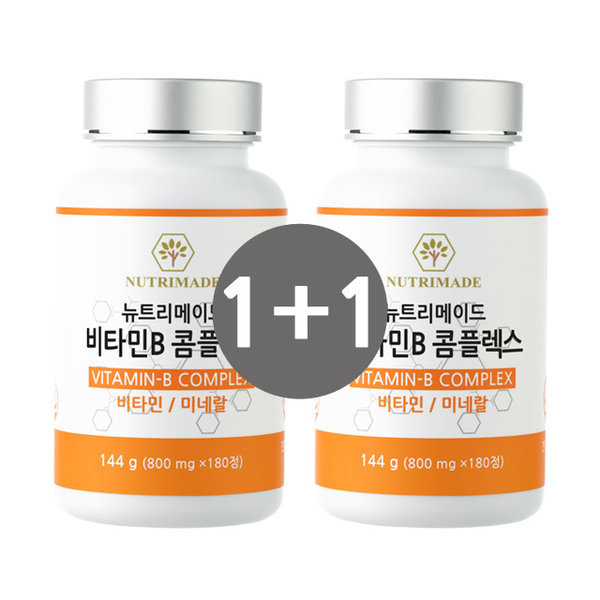 NUTRIMADE
뉴트리메이드
비타민B 콤플
VITAMIN-B COMPLEX
비타민 / 미네랄
144 g (800 mg ×180정)
1+1
NUTRIMADE
뉴트리메이드
타민B 콤플렉스
VITAMIN-B COMPLEX
비타민 / 미네랄
144 g (800 mg ×180정)